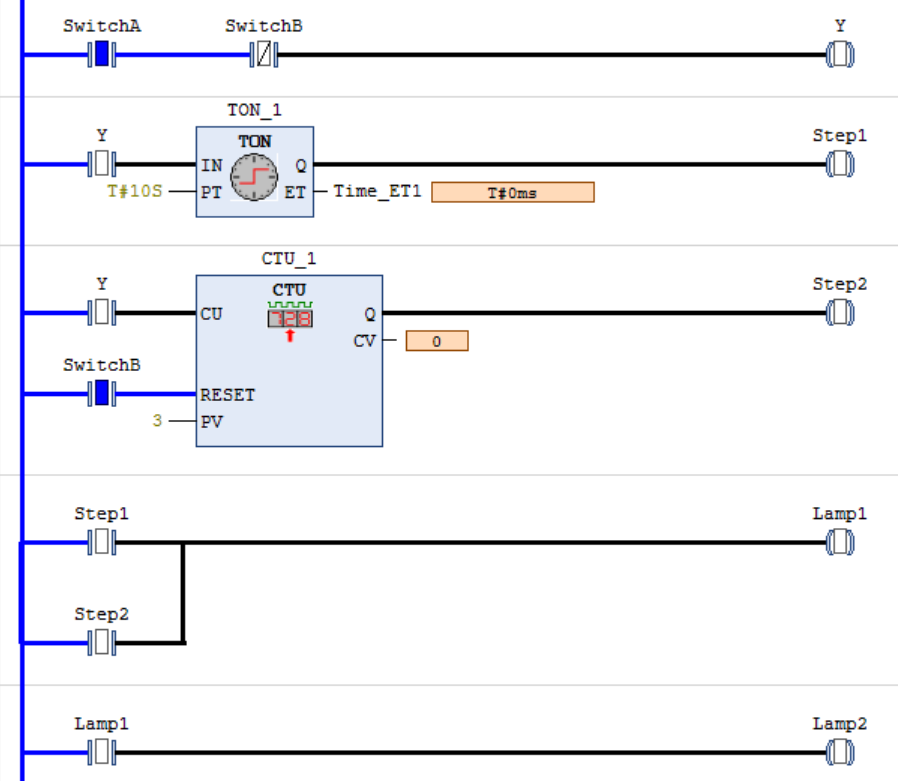 SwitchA SwitchB Y
TON_1
Y TON Step1
IN Q
T#10S PT ET Time_ET1 T#0ms
CTU_1
Y CTU Step2
CU Q
CV 0
SwitchB
RESET
3 PV
Step1 Lamp1
Step2
Lamp1 Lamp2